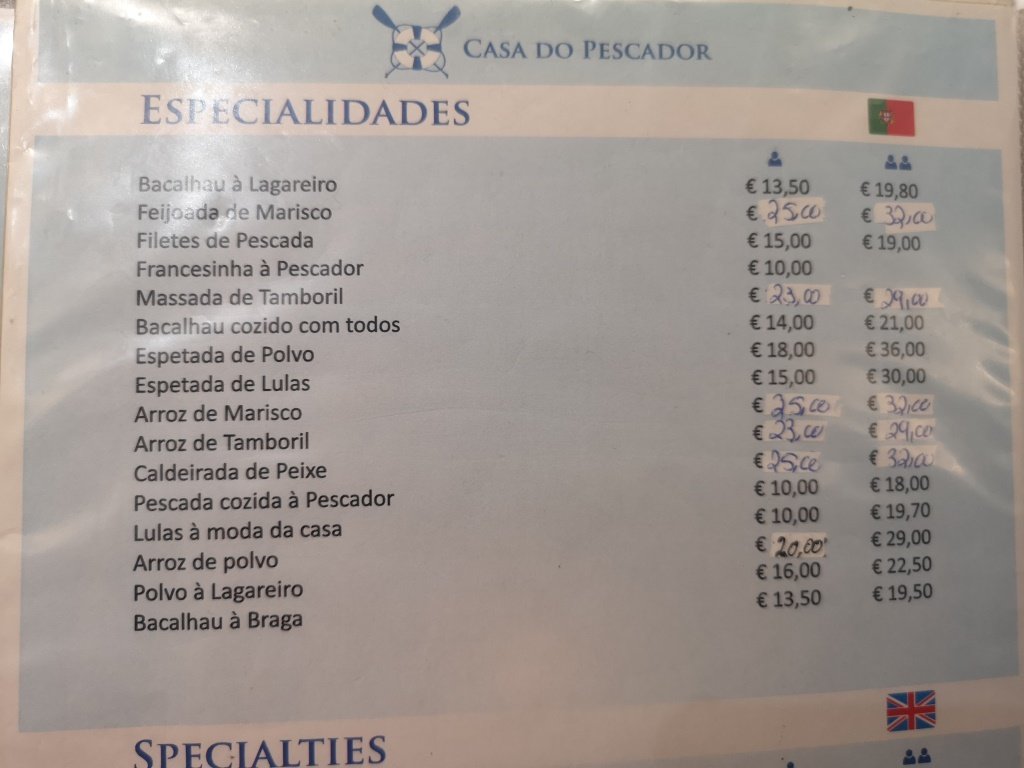 CASA DO PESCADOR
ESPECIALIDADES
Bacalhau à Lagareiro € 13,50 € 19,80
Feijoada de Marisco € 25,00 € 32,00
Filetes de Pescada € 15,00 € 19,00
Francesinha à Pescador € 10,00
Massada de Tamboril € 23,00 € 29,00
Bacalhau cozido com todos € 14,00 € 21,00
Espetada de Polvo € 18,00 € 36,00
Espetada de Lulas € 15,00 € 30,00
Arroz de Marisco € 25,00 € 32,00
Arroz de Tamboril € 23,00 € 29,00
Caldeirada de Peixe € 25,00 € 32,00
Pescada cozida à Pescador € 10,00 € 18,00
Lulas à moda da casa € 10,00 € 19,70
Arroz de polvo € 20,00 € 29,00
Polvo à Lagareiro € 16,00 € 22,50
Bacalhau à Braga € 13,50 € 19,50
SPECIALTIES